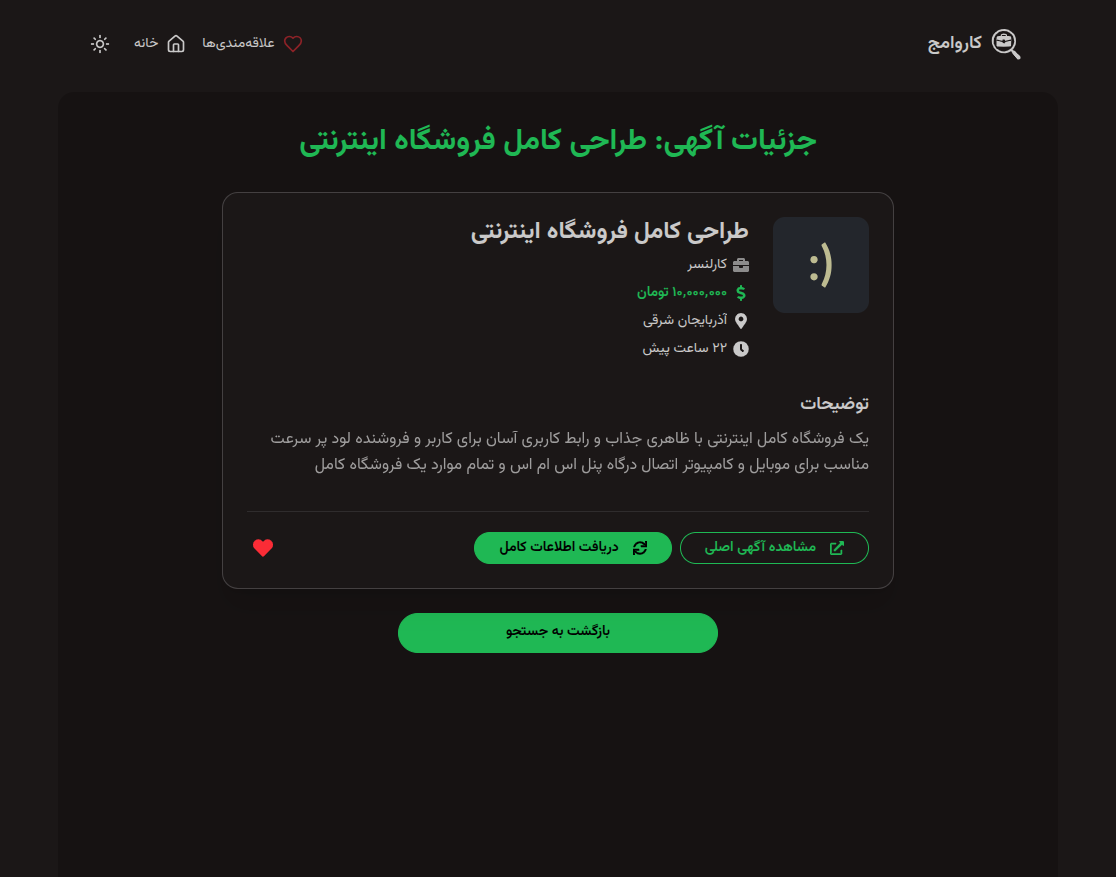 کاروامج
علاقه‌مندی‌ها
خانه
جزئیات آگهی: طراحی کامل فروشگاه اینترنتی
:)
طراحی کامل فروشگاه اینترنتی
کارلنسر
۱۰,۰۰۰,۰۰۰ تومان
آذربایجان شرقی
۲۲ ساعت پیش
توضیحات
یک فروشگاه کامل اینترنتی با ظاهری جذاب و رابط کاربری آسان برای کاربر و فروشنده لود پر سرعت
مناسب برای موبایل و کامپیوتر اتصال درگاه پنل اس ام اس و تمام موارد یک فروشگاه کامل
مشاهده آگهی اصلی
دریافت اطلاعات کامل
بازگشت به جستجو